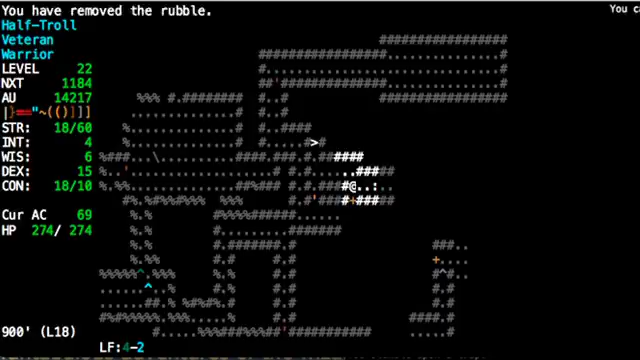 You have removed the rubble.
You ca
Half-Troll
Veteran
Warrior
LEVEL 22
NXT 1184
AU 14217
|}=="~(()]]]
STR: 18/60
INT: 4
WIS: 6
DEX: 15
CON: 18/10
Cur AC 69
HP 274/ 274
900' (L18)
LF:4-2